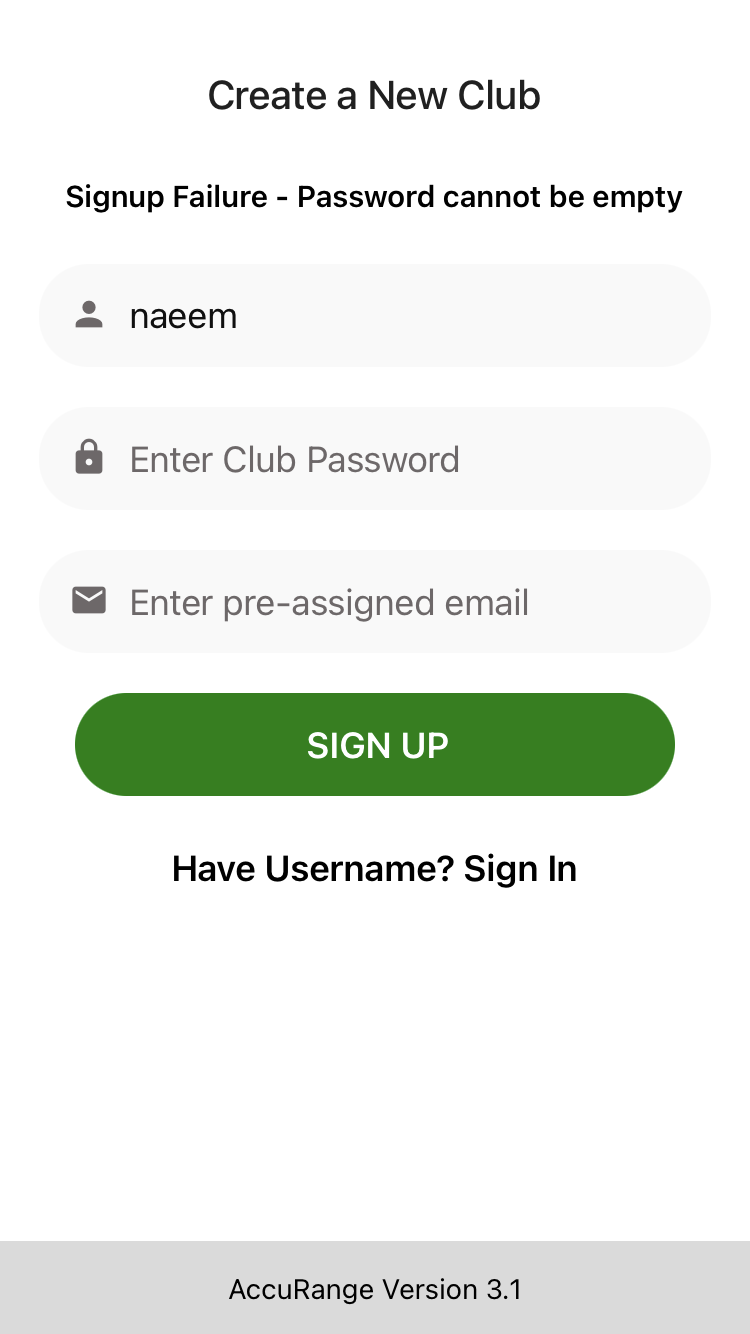 Create a New Club
Signup Failure - Password cannot be empty
naeem
Enter Club Password
Enter pre-assigned email
SIGN UP
Have Username? Sign In
AccuRange Version 3.1